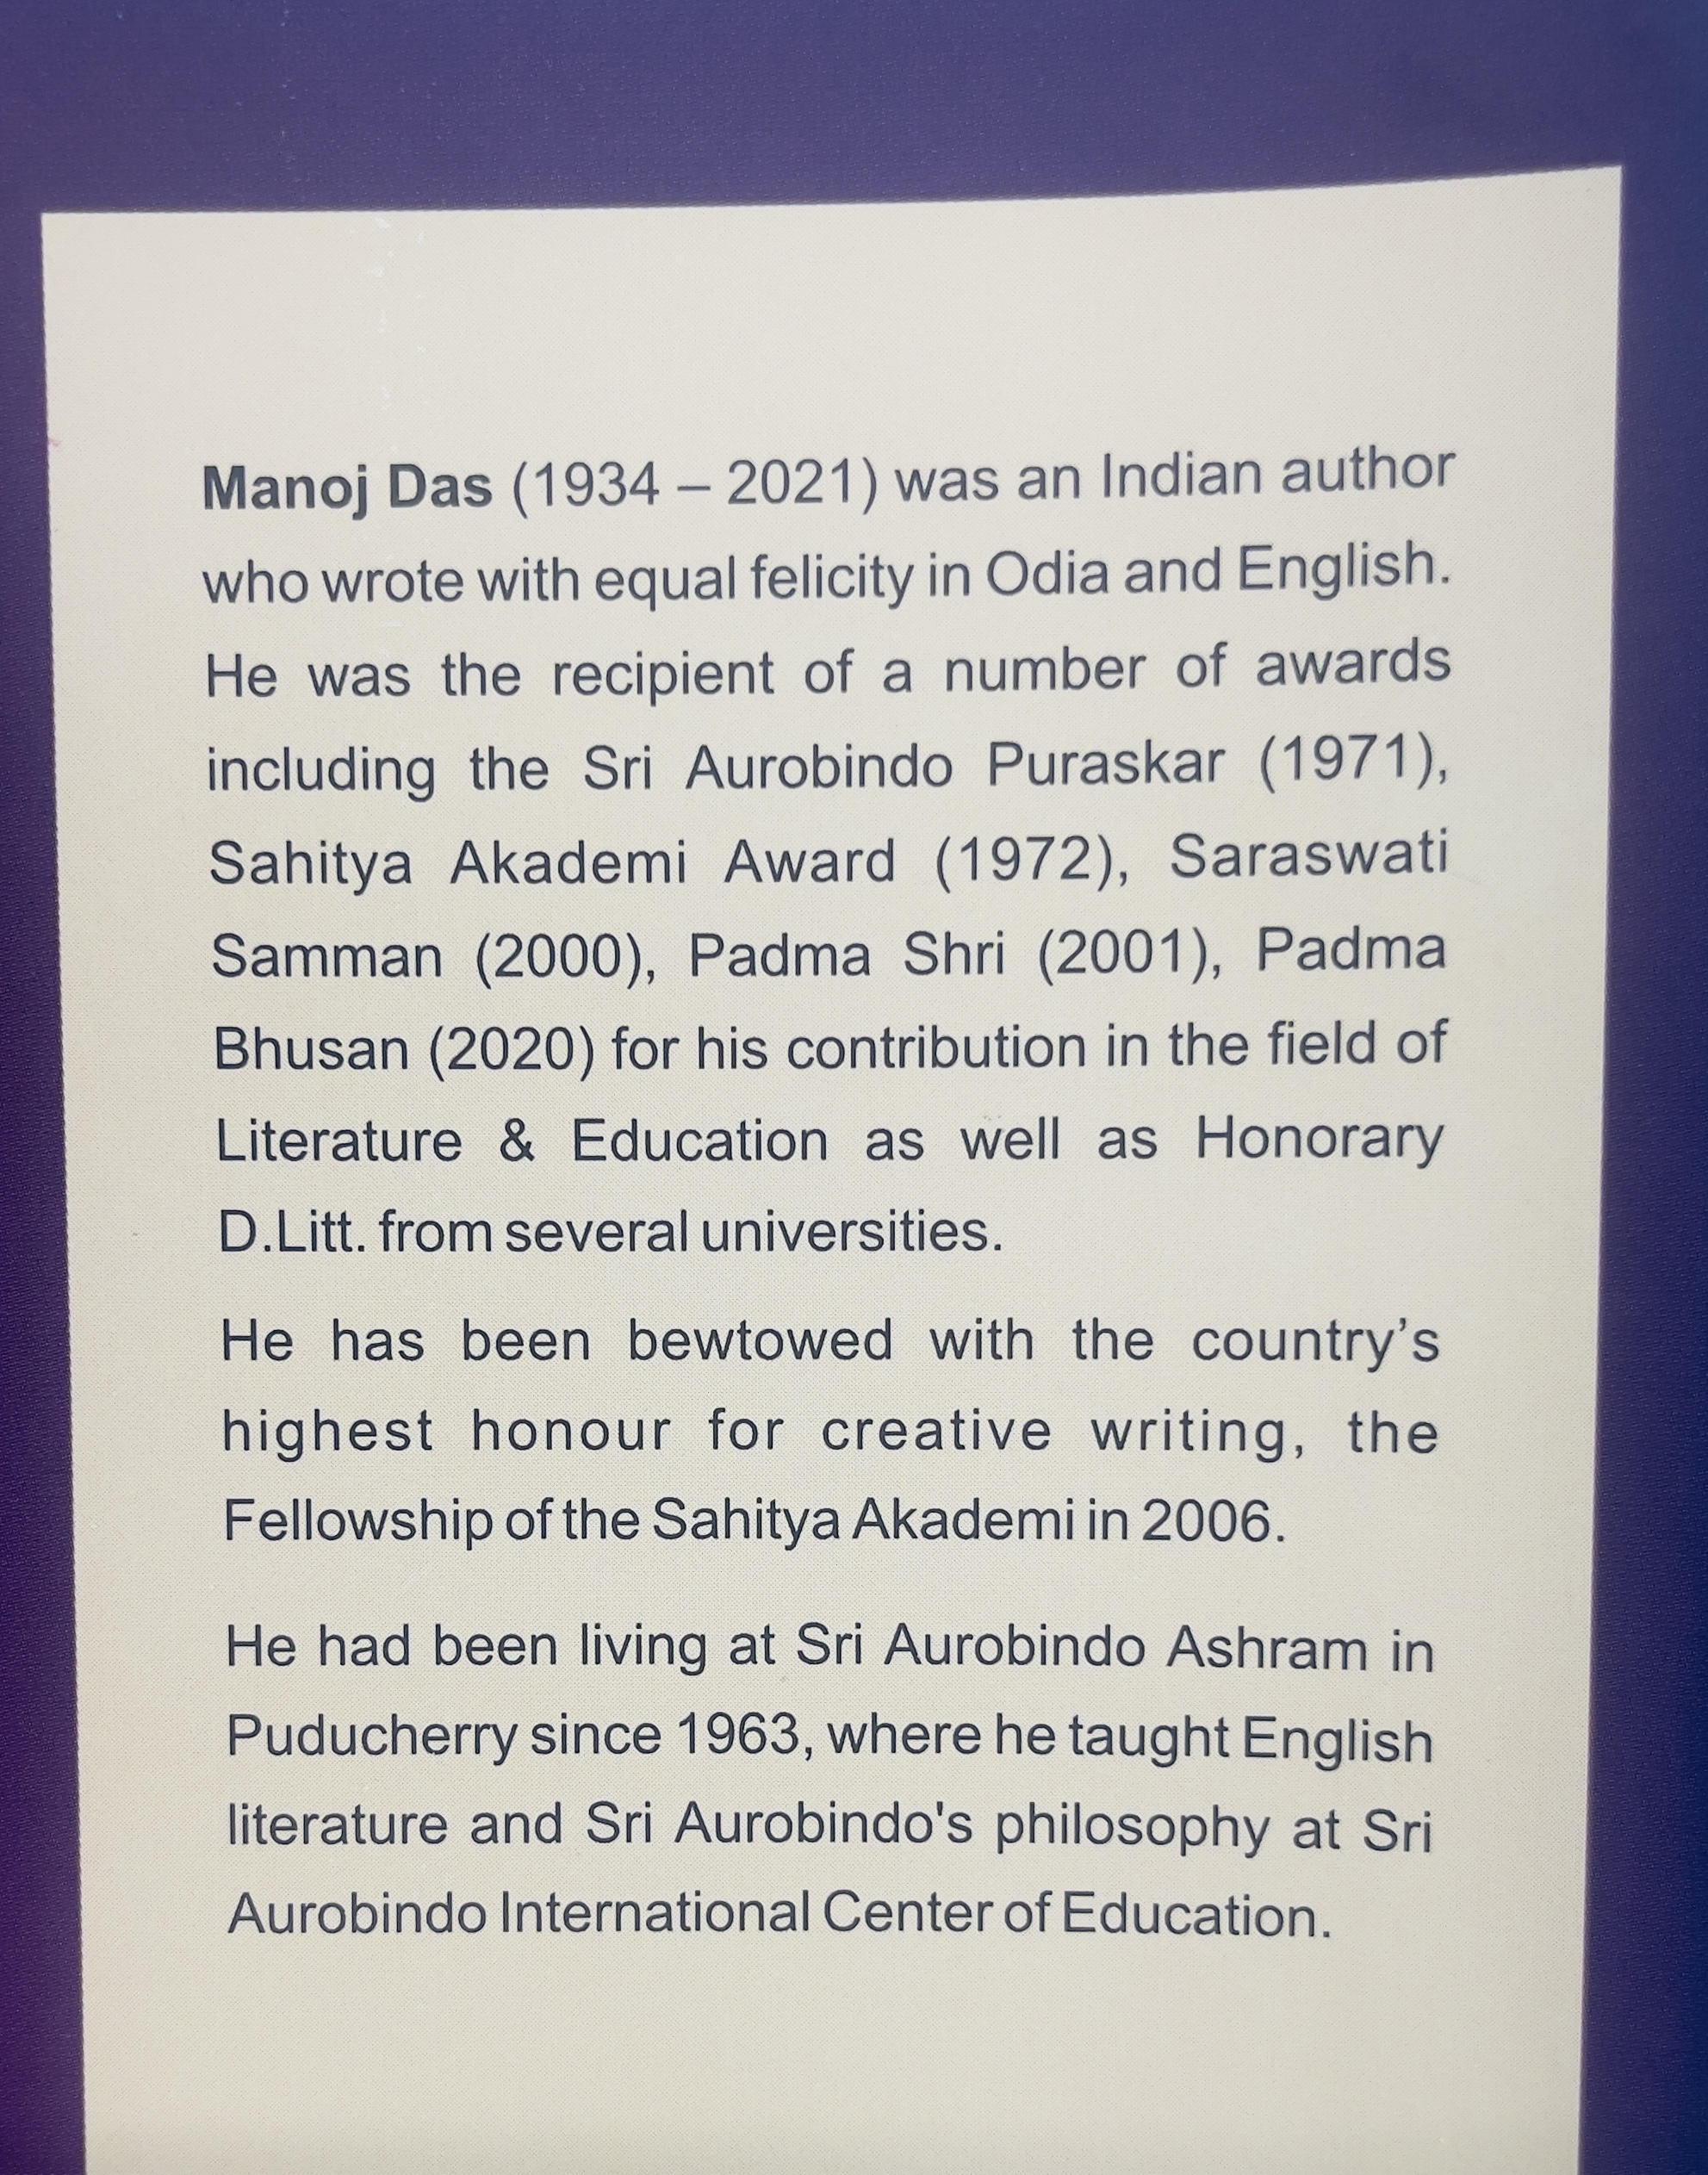 Manoj Das (1934 – 2021) was an Indian author
who wrote with equal felicity in Odia and English.
He was the recipient of a number of awards
including the Sri Aurobindo Puraskar (1971),
Sahitya Akademi Award (1972), Saraswati
Samman (2000), Padma Shri (2001), Padma
Bhusan (2020) for his contribution in the field of
Literature & Education as well as Honorary
D.Litt. from several universities.
He has been bewtowed with the country’s
highest honour for creative writing, the
Fellowship of the Sahitya Akademi in 2006.
He had been living at Sri Aurobindo Ashram in
Puducherry since 1963, where he taught English
literature and Sri Aurobindo's philosophy at Sri
Aurobindo International Center of Education.